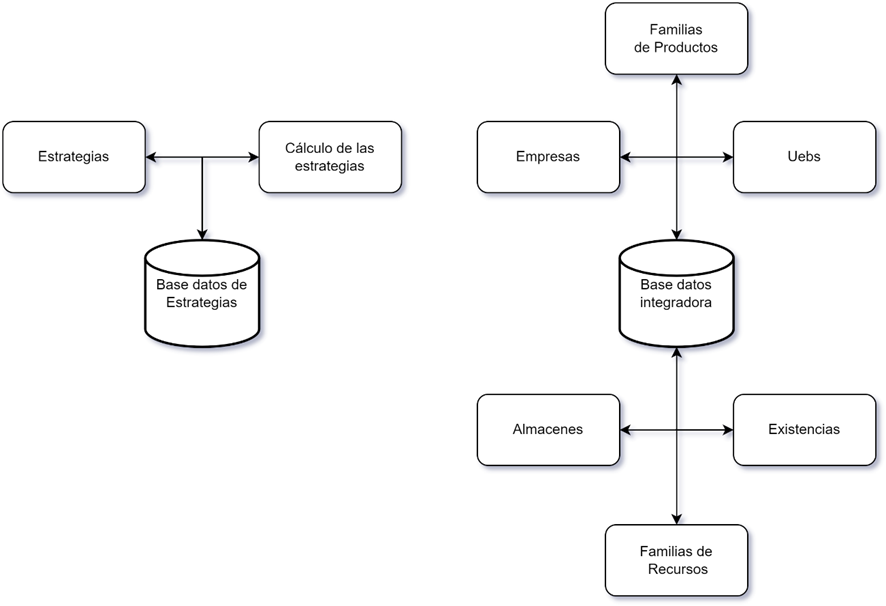 Familias
de Productos
Estrategias
Cálculo de las
estrategias
Empresas
Uebs
Base datos de
Estrategias
Base datos
integradora
Almacenes
Existencias
Familias de
Recursos